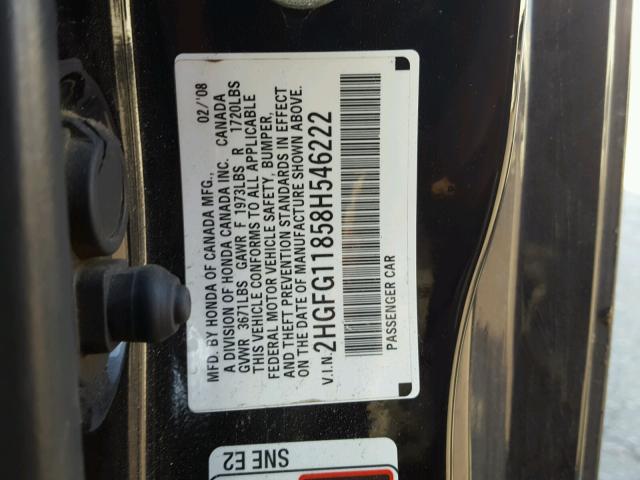 MFD. BY HONDA OF CANADA MFG., 02/'08
A DIVISION OF HONDA CANADA INC. CANADA
GVWR 3671LBS GAWR F 1973LBS R 1720LBS
THIS VEHICLE CONFORMS TO ALL APPLICABLE
FEDERAL MOTOR VEHICLE SAFETY, BUMPER,
AND THEFT PREVENTION STANDARDS IN EFFECT
ON THE DATE OF MANUFACTURE SHOWN ABOVE.
V.I.N. 2HGFG11858H546222
PASSENGER CAR
SNE E2